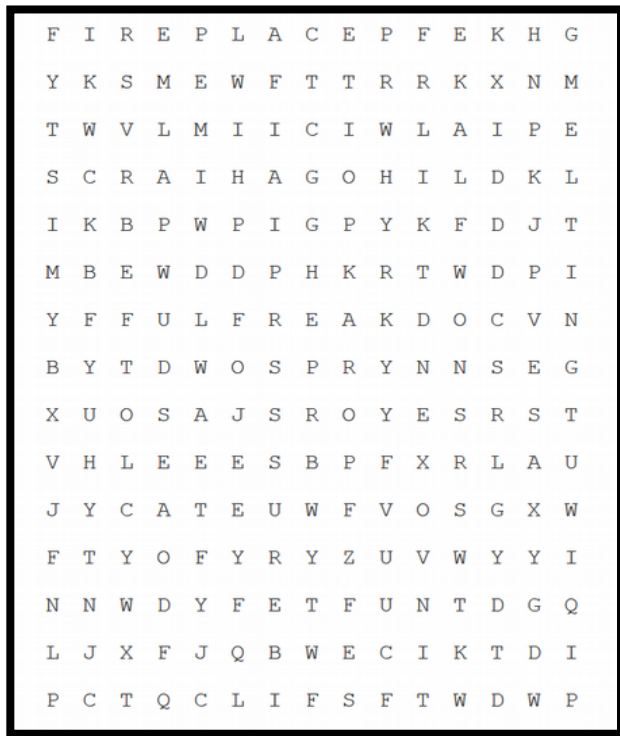 F I R E P L A C E P F E K H G
Y K S M E W F T T R R K X N M
T W V L M I I C I W L A I P E
S C R A I H A G O H I L D K L
I K B P W P I G P Y K F D J T
M B E W D D P H K R T W D P I
Y F F U L F R E A K D O C V N
B Y T D W O S P R Y N N S E G
X U O S A J S R O Y E S R S T
V H L E E E S B P F X R L A U
J Y C A T E U W F V O S G X W
F T Y O F Y R Y Z U V W Y Y I
N N W D Y F E T F U N T D G Q
L J X F J Q B W E C I K T D I
P C T Q C L I F S F T W D W P